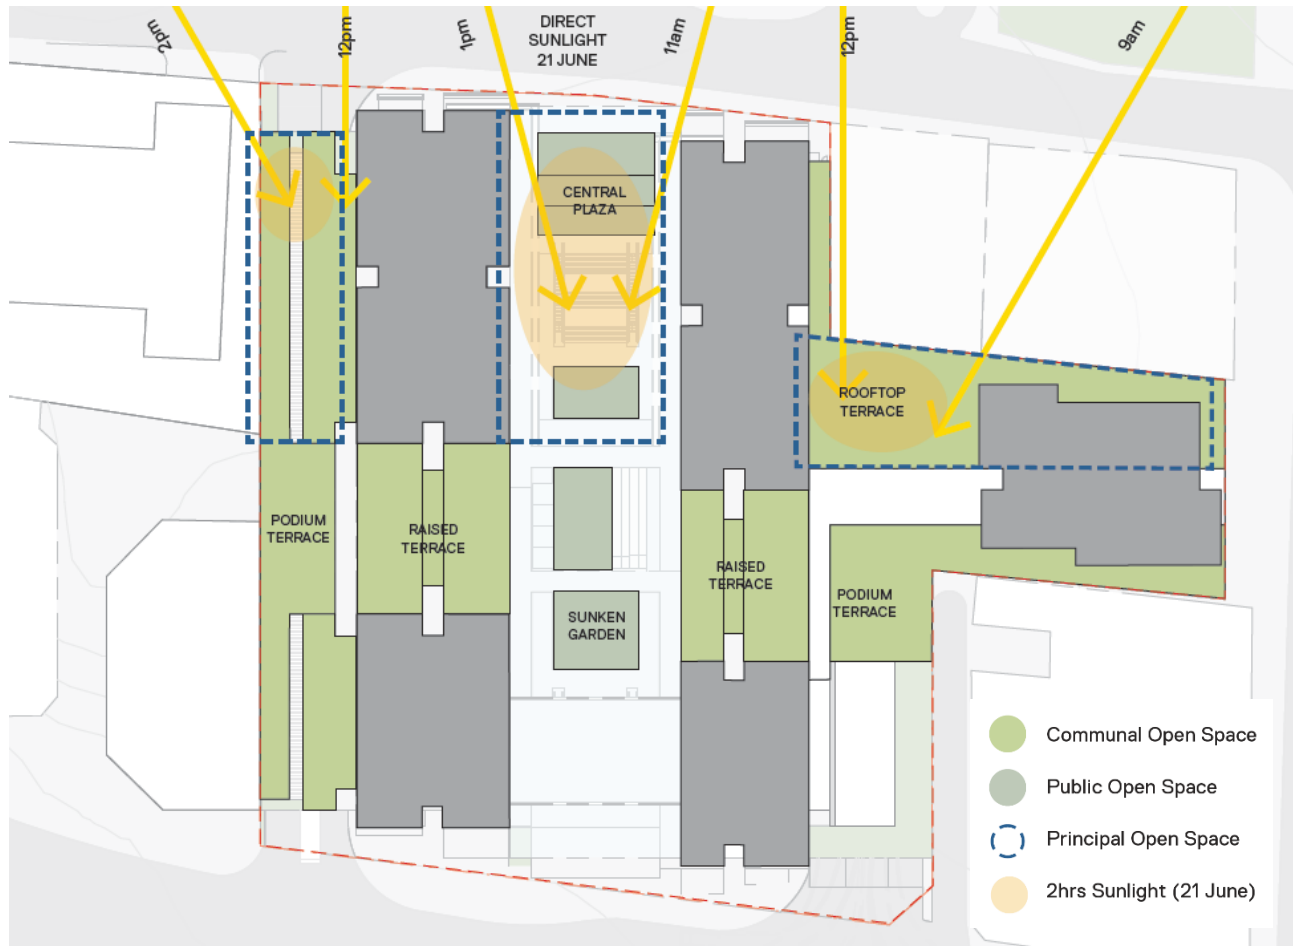 2pm
12pm
1pm
DIRECT
SUNLIGHT
21 JUNE
11am
12pm
9am
CENTRAL
PLAZA
ROOFTOP
TERRACE
PODIUM
TERRACE
RAISED
TERRACE
RAISED
TERRACE
PODIUM
TERRACE
SUNKEN
GARDEN
Communal Open Space
Public Open Space
Principal Open Space
2hrs Sunlight (21 June)